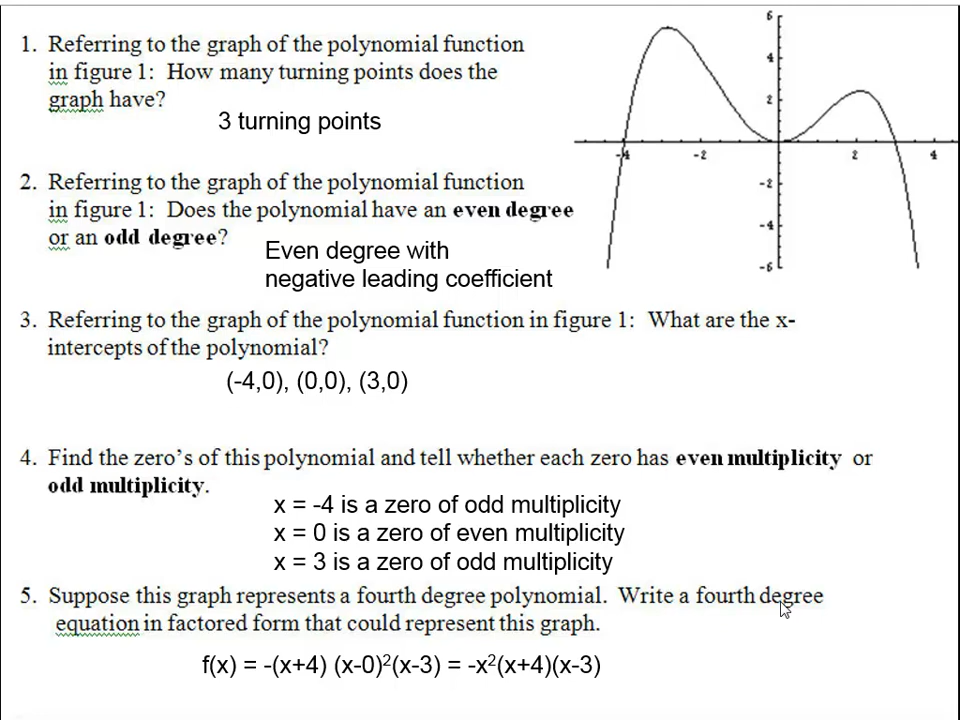 1. Referring to the graph of the polynomial function
in figure 1: How many turning points does the
graph have?
3 turning points
2. Referring to the graph of the polynomial function
in figure 1: Does the polynomial have an even degree
or an odd degree?
Even degree with
negative leading coefficient
6
4
2
-4 -2 2 4
-2
-4
-6
3. Referring to the graph of the polynomial function in figure 1: What are the x-
intercepts of the polynomial?
(-4,0), (0,0), (3,0)
4. Find the zero’s of this polynomial and tell whether each zero has even multiplicity or
odd multiplicity.
x = -4 is a zero of odd multiplicity
x = 0 is a zero of even multiplicity
x = 3 is a zero of odd multiplicity
5. Suppose this graph represents a fourth degree polynomial. Write a fourth degree
equation in factored form that could represent this graph.
f(x) = -(x+4) (x-0)²(x-3) = -x²(x+4)(x-3)